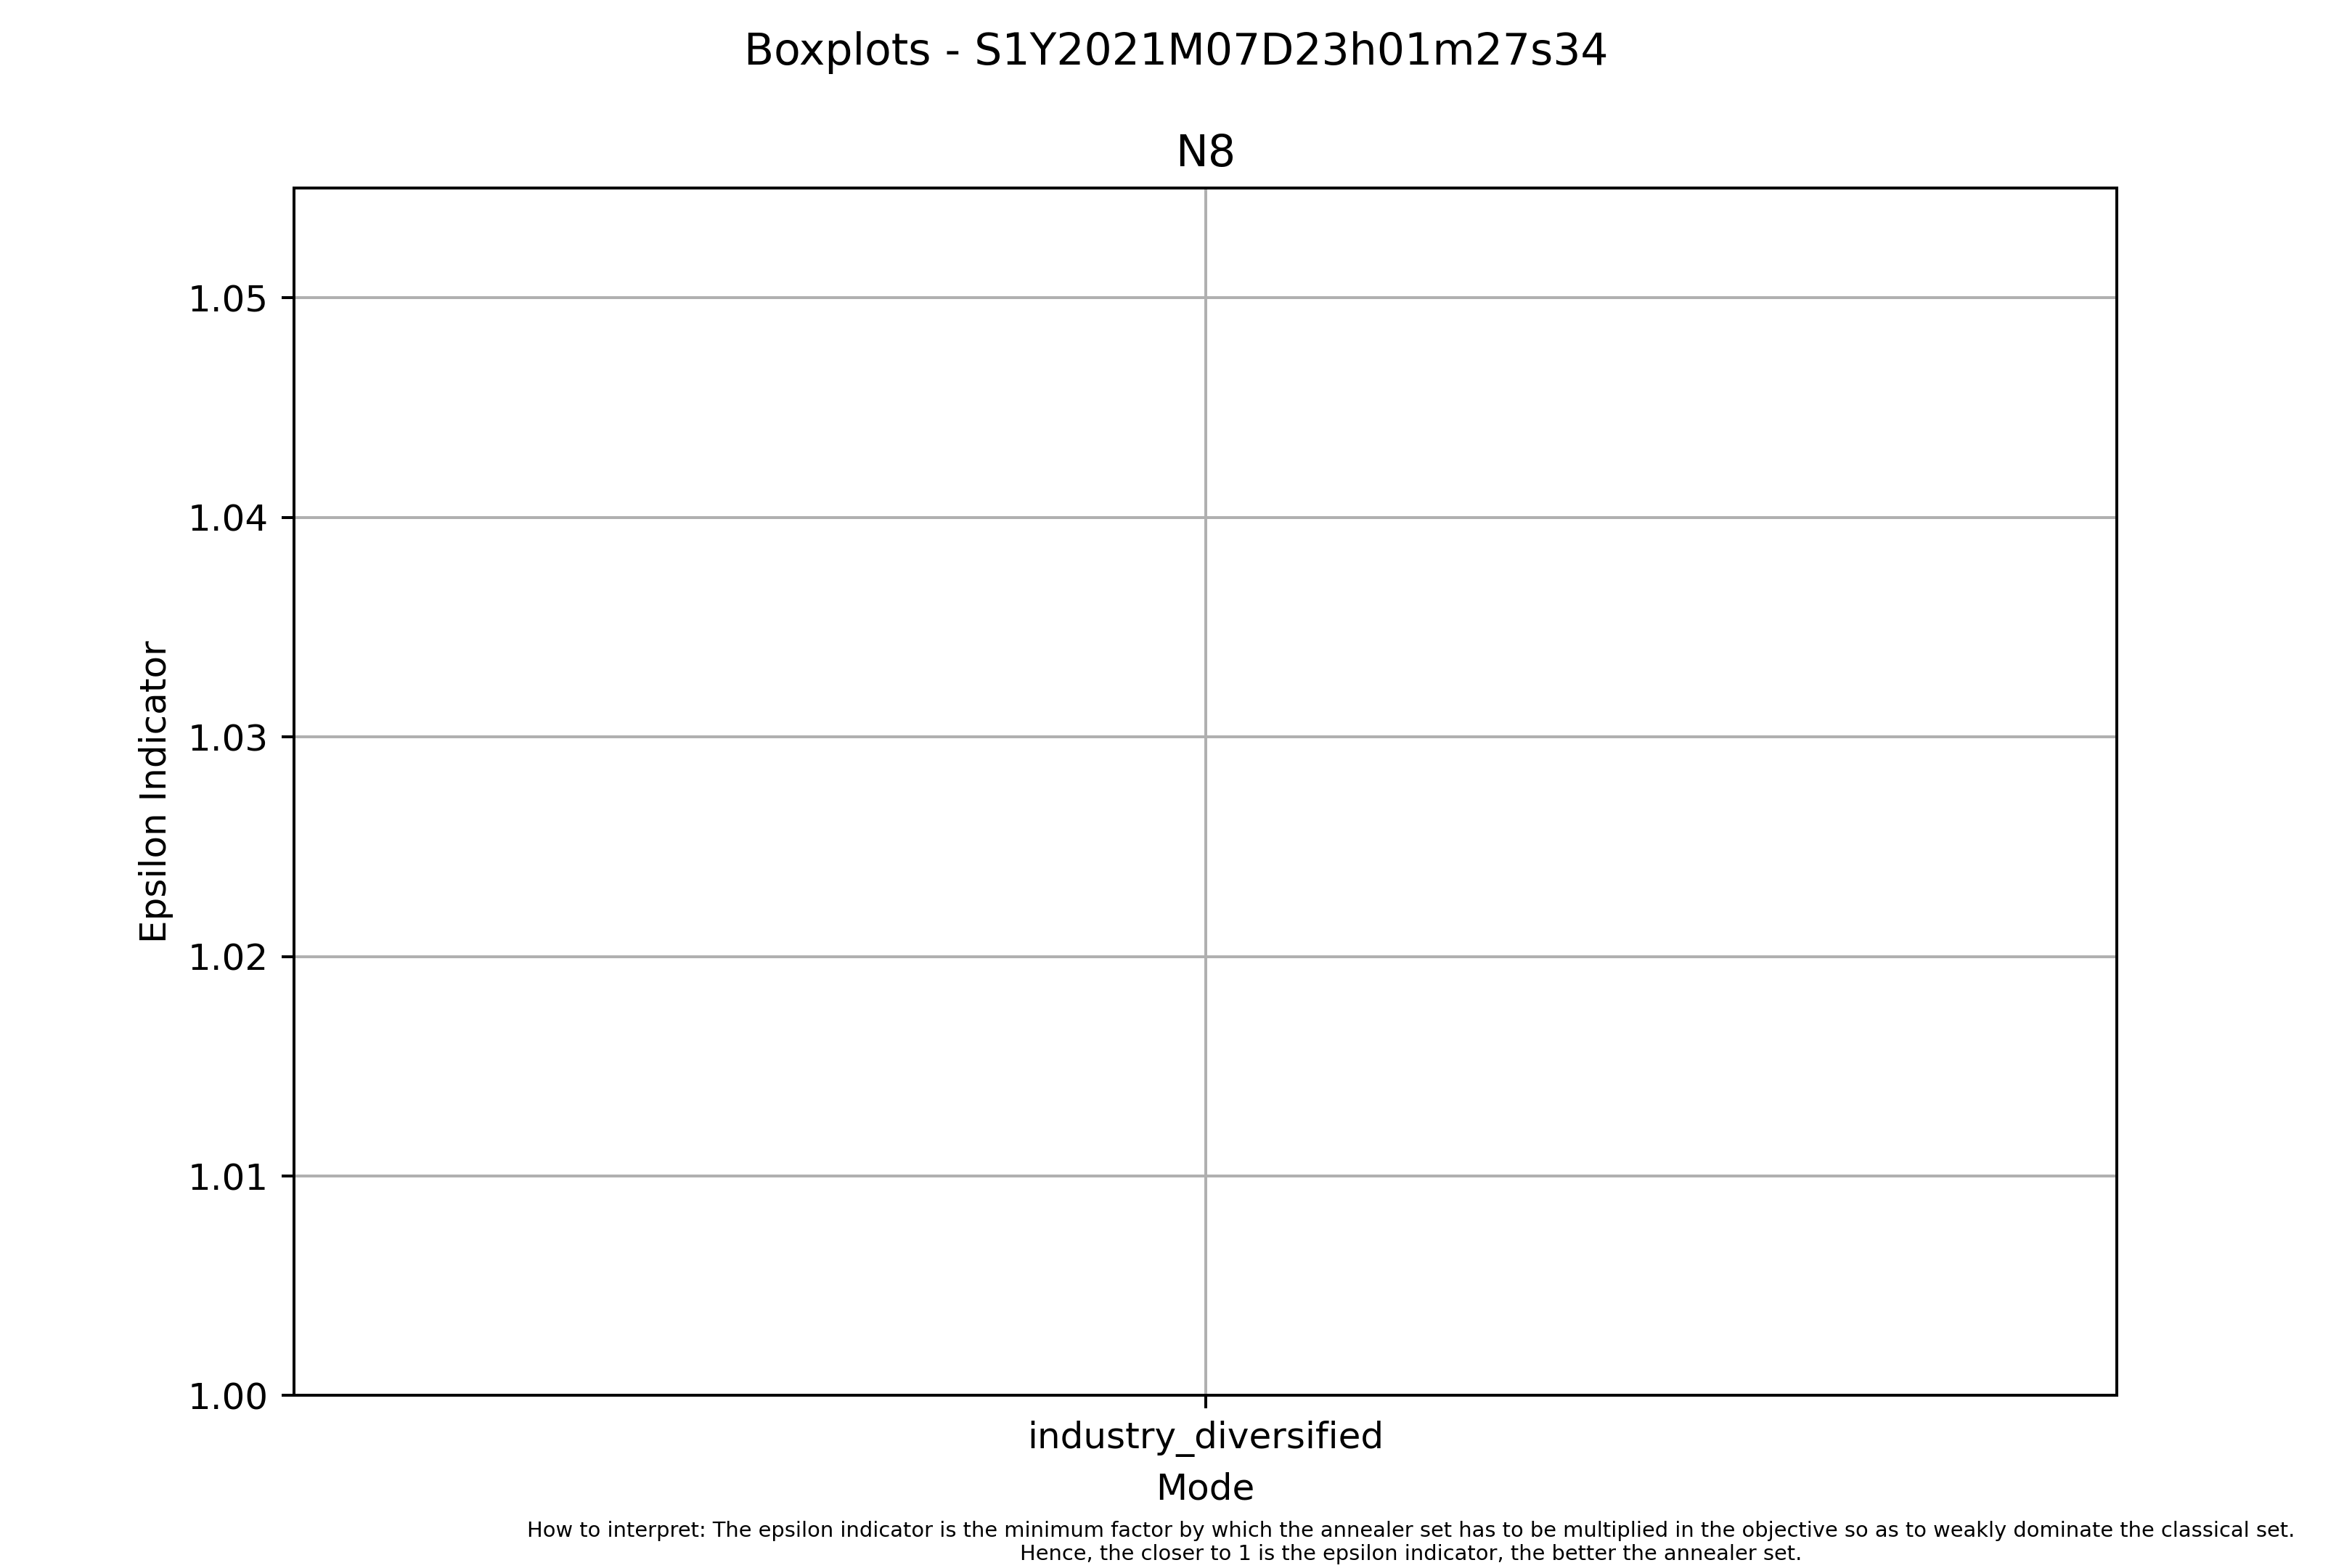 Boxplots - S1Y2021M07D23h01m27s34
N8
1.05
1.04
1.03
1.02
1.01
1.00
Epsilon Indicator
industry_diversified
Mode
How to interpret: The epsilon indicator is the minimum factor by which the annealer set has to be multiplied in the objective so as to weakly dominate the classical set.
Hence, the closer to 1 is the epsilon indicator, the better the annealer set.